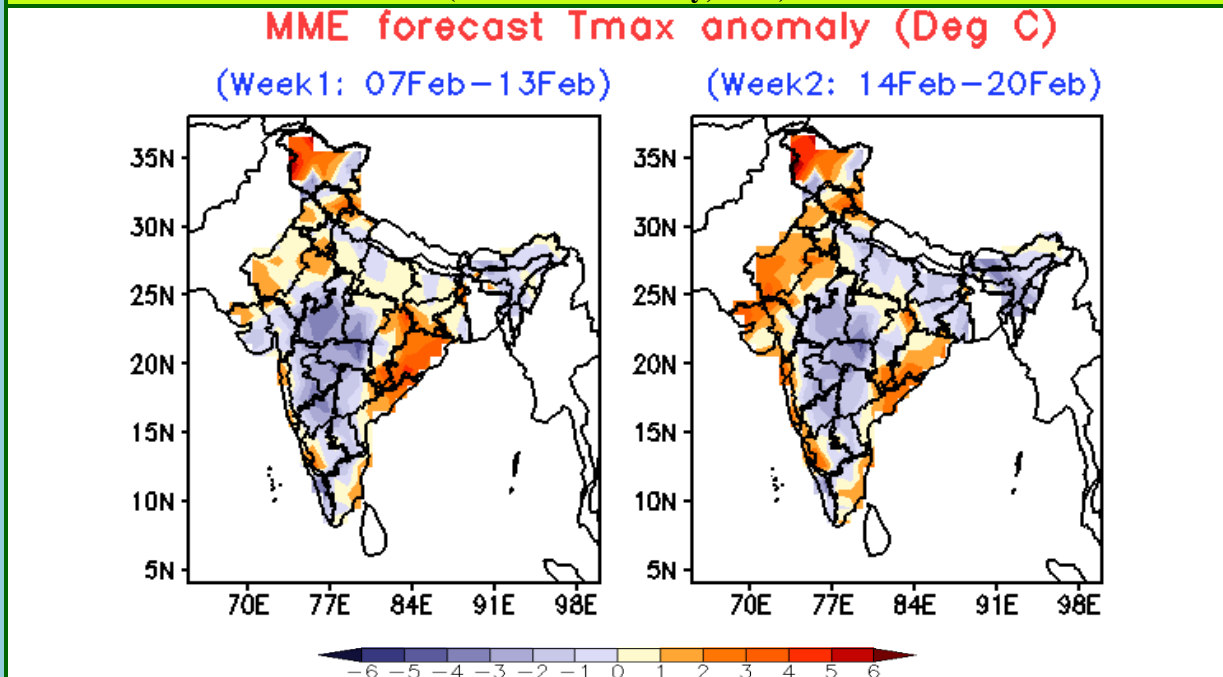 MME forecast Tmax anomaly (Deg C)
(Week1: 07Feb-13Feb) (Week2: 14Feb-20Feb)
35N 35N
30N 30N
25N 25N
20N 20N
15N 15N
10N 10N
5N 5N
70E 77E 84E 91E 98E 70E 77E 84E 91E 98E
-6 -5 -4 -3 -2 -1 0 1 2 3 4 5 6